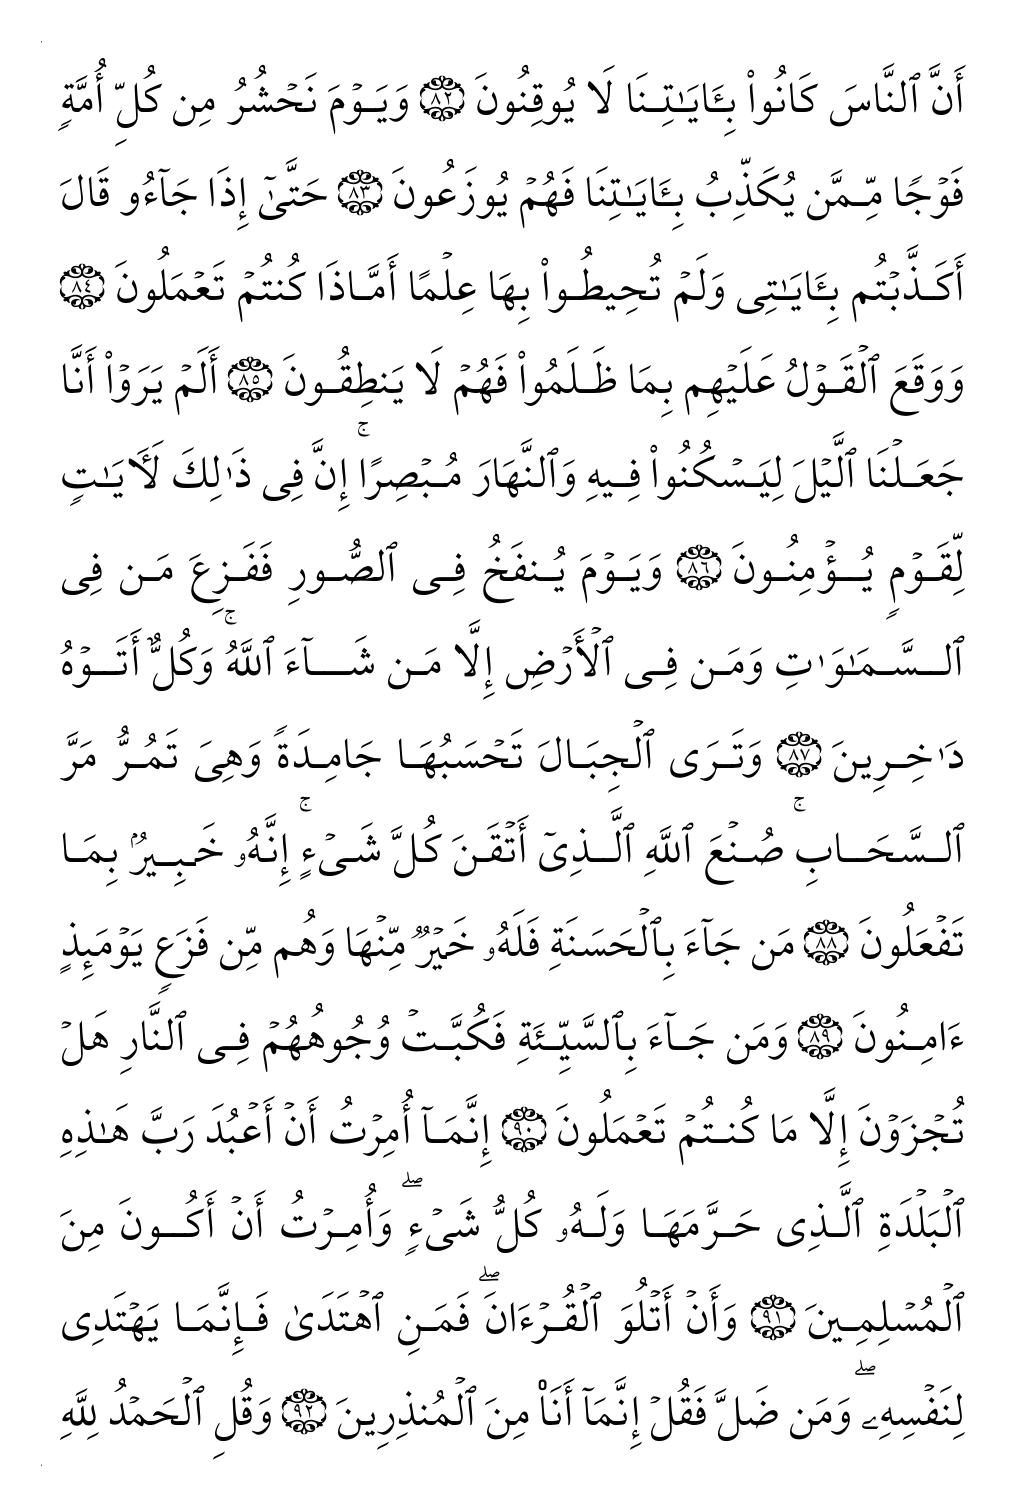 أَنَّ ٱلنَّاسَ كَانُوا۟ بِـَٔايَـٰتِنَا لَا يُوقِنُونَ ٨٢ وَيَوْمَ نَحْشُرُ مِن كُلِّ أُمَّةٍ
فَوْجًا مِّمَّن يُكَذِّبُ بِـَٔايَـٰتِنَا فَهُمْ يُوزَعُونَ ٨٣ حَتَّىٰٓ إِذَا جَآءُو قَالَ
أَكَذَّبْتُم بِـَٔايَـٰتِى وَلَمْ تُحِيطُوا۟ بِهَا عِلْمًا أَمَّاذَا كُنتُمْ تَعْمَلُونَ ٨٤
وَوَقَعَ ٱلْقَوْلُ عَلَيْهِم بِمَا ظَلَمُوا۟ فَهُمْ لَا يَنطِقُونَ ٨٥ أَلَمْ يَرَوْا۟ أَنَّا
جَعَلْنَا ٱلَّيْلَ لِيَسْكُنُوا۟ فِيهِ وَٱلنَّهَارَ مُبْصِرًا ۚ إِنَّ فِى ذَٰلِكَ لَـَٔايَـٰتٍ
لِّقَوْمٍ يُؤْمِنُونَ ٨٦ وَيَوْمَ يُنفَخُ فِى ٱلصُّورِ فَفَزِعَ مَن فِى
ٱلسَّمَـٰوَٰتِ وَمَن فِى ٱلْأَرْضِ إِلَّا مَن شَآءَ ٱللَّهُ ۚ وَكُلٌّ أَتَوْهُ
دَٰخِرِينَ ٨٧ وَتَرَى ٱلْجِبَالَ تَحْسَبُهَا جَامِدَةً وَهِىَ تَمُرُّ مَرَّ
ٱلسَّحَابِ ۚ صُنْعَ ٱللَّهِ ٱلَّذِىٓ أَتْقَنَ كُلَّ شَىْءٍ ۚ إِنَّهُۥ خَبِيرٌۢ بِمَا
تَفْعَلُونَ ٨٨ مَن جَآءَ بِٱلْحَسَنَةِ فَلَهُۥ خَيْرٌ مِّنْهَا وَهُم مِّن فَزَعٍ يَوْمَئِذٍ
ءَامِنُونَ ٨٩ وَمَن جَآءَ بِٱلسَّيِّئَةِ فَكُبَّتْ وُجُوهُهُمْ فِى ٱلنَّارِ هَلْ
تُجْزَوْنَ إِلَّا مَا كُنتُمْ تَعْمَلُونَ ٩٠ إِنَّمَآ أُمِرْتُ أَنْ أَعْبُدَ رَبَّ هَـٰذِهِ
ٱلْبَلْدَةِ ٱلَّذِى حَرَّمَهَا وَلَهُۥ كُلُّ شَىْءٍ ۖ وَأُمِرْتُ أَنْ أَكُونَ مِنَ
ٱلْمُسْلِمِينَ ٩١ وَأَنْ أَتْلُوَ ٱلْقُرْءَانَ ۖ فَمَنِ ٱهْتَدَىٰ فَإِنَّمَا يَهْتَدِى
لِنَفْسِهِۦ ۖ وَمَن ضَلَّ فَقُلْ إِنَّمَآ أَنَا۠ مِنَ ٱلْمُنذِرِينَ ٩٢ وَقُلِ ٱلْحَمْدُ لِلَّهِ